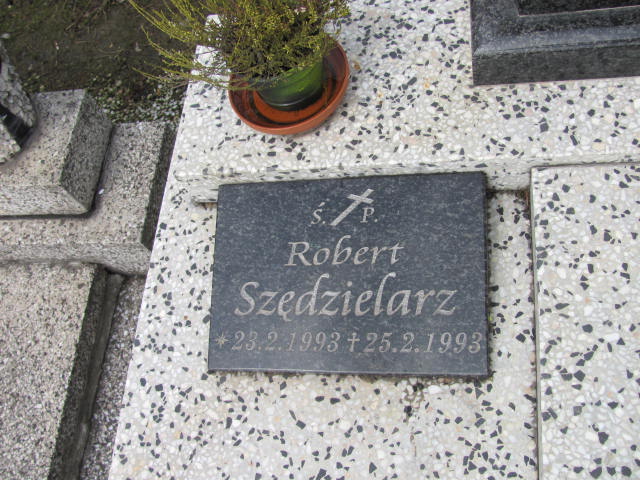 Ś. P.
Robert
Szędzielarz
*23.2.1993 ✝25.2.1993